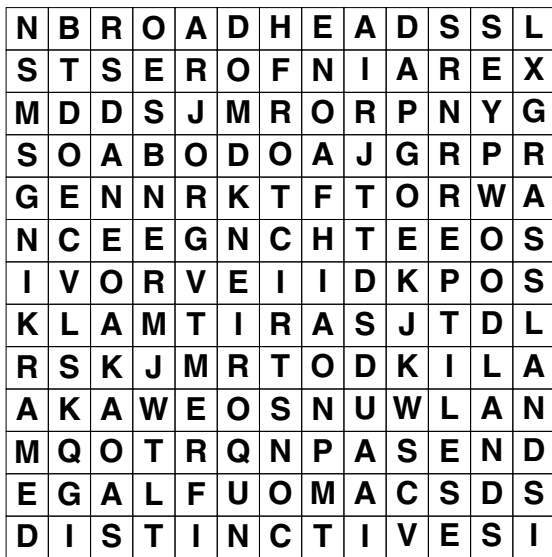 N B R O A D H E A D S S L
S T S E R O F N I A R E X
M D D S J M R O R P N Y G
S O A B O D O A J G R P R
G E N N R K T F T O R W A
N C E E G N C H T E E O S
I V O R V E I I D K P O S
K L A M T I R A S J T D L
R S K J M R T O D K I L A
A K A W E O S N U W L A N
M Q O T R Q N P A S E N D
E G A L F U O M A C S D S
D I S T I N C T I V E S I